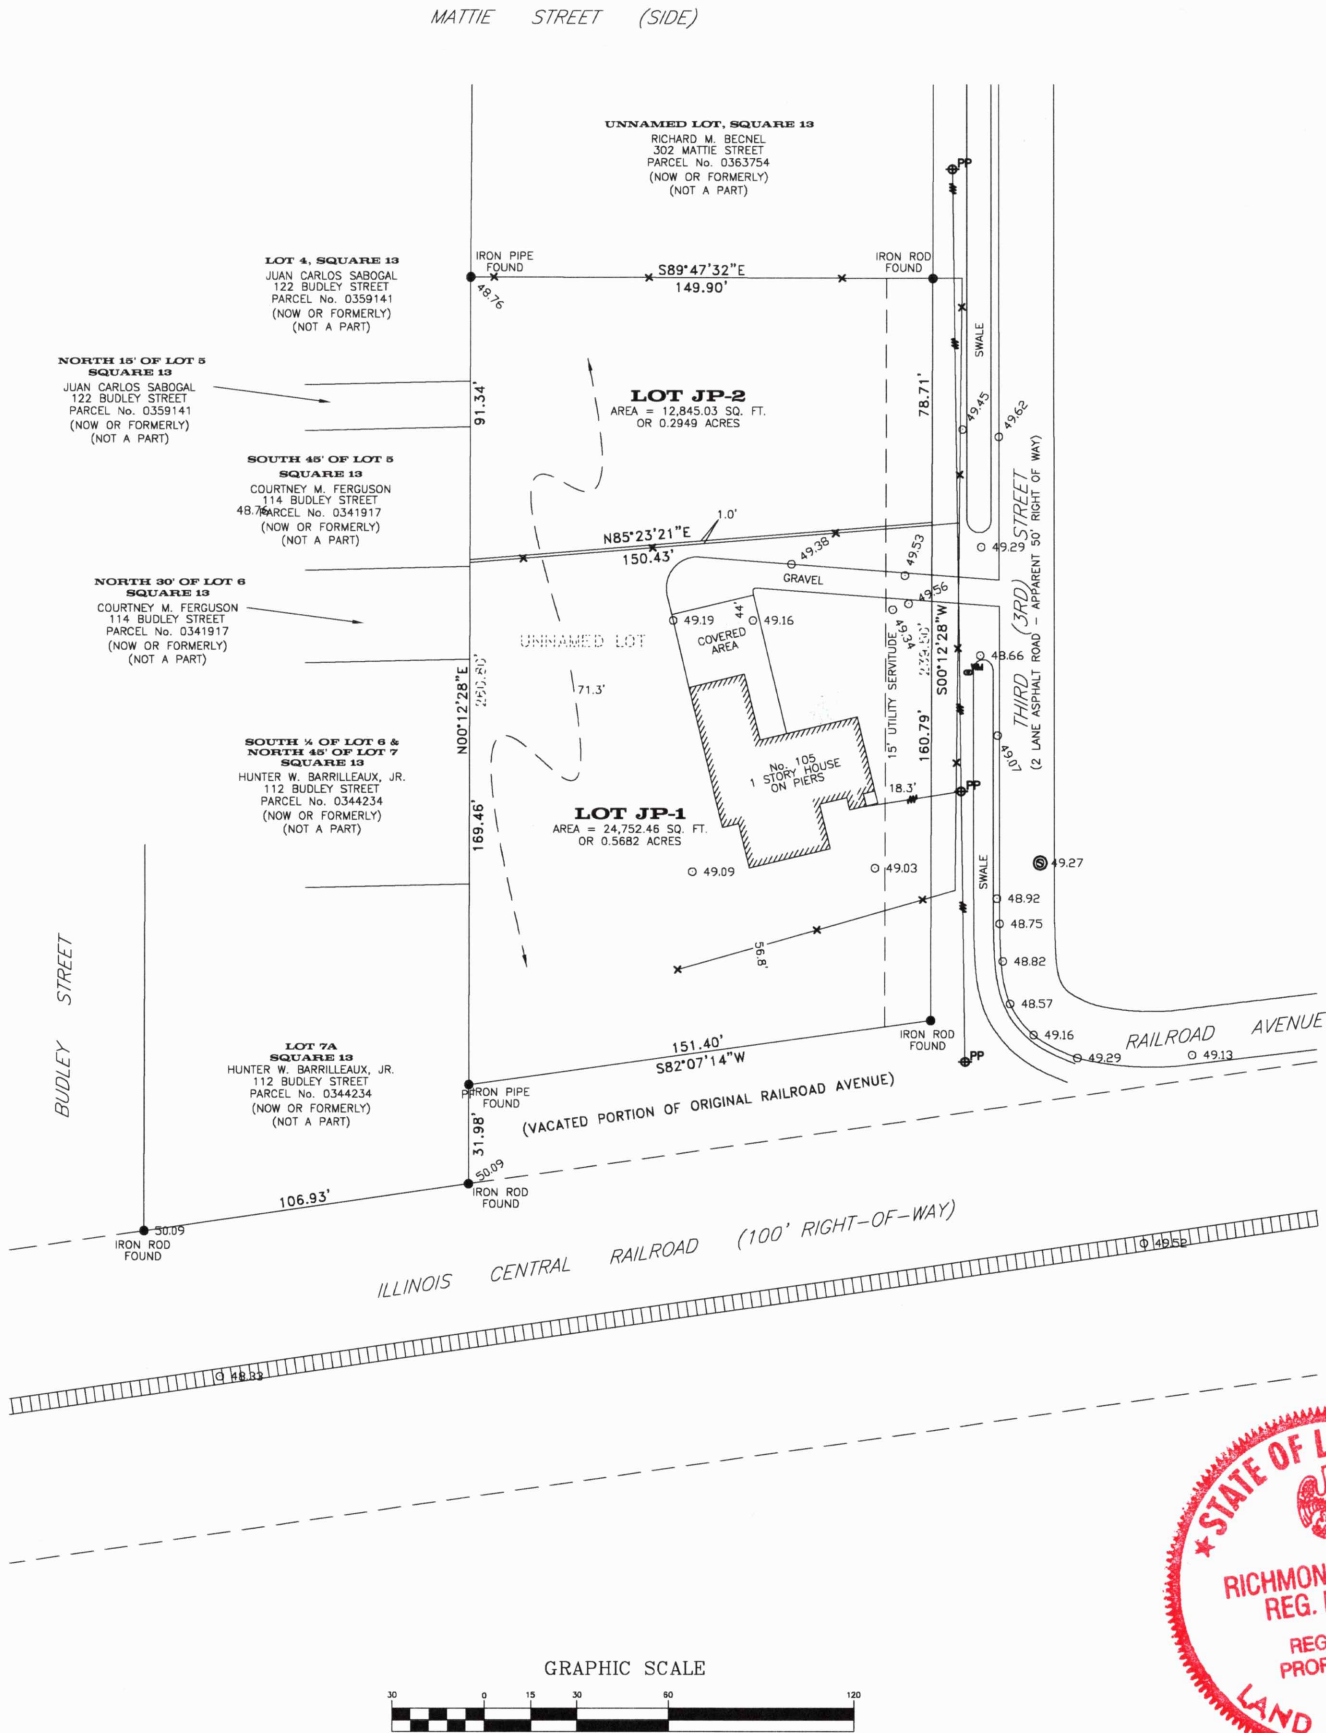 MATTIE STREET (SIDE)
UNNAMED LOT, SQUARE 13
RICHARD M. BECNEL
302 MATTIE STREET
PARCEL No. 0363754
(NOW OR FORMERLY)
(NOT A PART)
PP
LOT 4, SQUARE 13
JUAN CARLOS SABOGAL
122 BUDLEY STREET
PARCEL No. 0359141
(NOW OR FORMERLY)
(NOT A PART)
IRON PIPE
FOUND
48.76
S89°47'32"E
149.90'
IRON ROD
FOUND
SWALE
NORTH 15' OF LOT 5
SQUARE 13
JUAN CARLOS SABOGAL
122 BUDLEY STREET
PARCEL No. 0359141
(NOW OR FORMERLY)
(NOT A PART)
91.34'
LOT JP-2
AREA = 12,845.03 SQ. FT.
OR 0.2949 ACRES
78.71'
49.45
49.62
SOUTH 45' OF LOT 5
SQUARE 13
COURTNEY M. FERGUSON
114 BUDLEY STREET
48.76
PARCEL No. 0341917
(NOW OR FORMERLY)
(NOT A PART)
N85°23'21"E
150.43'
1.0'
49.38
49.53
49.29
GRAVEL
THIRD (3RD) STREET
(2 LANE ASPHALT ROAD - APPARENT 50' RIGHT OF WAY)
NORTH 30' OF LOT 6
SQUARE 13
COURTNEY M. FERGUSON
114 BUDLEY STREET
PARCEL No. 0341917
(NOW OR FORMERLY)
(NOT A PART)
UNNAMED LOT
49.19
44'
49.16
COVERED
AREA
49.56
49.34
48.66
WM
N00°12'28"E
260.80'
71.3'
15' UTILITY SERVITUDE
239.50'
S00°12'28"W
160.79'
49.07
SOUTH ½ OF LOT 6 &
NORTH 45' OF LOT 7
SQUARE 13
HUNTER W. BARRILLEAUX, JR.
112 BUDLEY STREET
PARCEL No. 0344234
(NOW OR FORMERLY)
(NOT A PART)
169.46'
No. 105
1 STORY HOUSE
ON PIERS
18.3'
PP
LOT JP-1
AREA = 24,752.46 SQ. FT.
OR 0.5682 ACRES
49.09
49.03
SWALE
S
49.27
48.92
48.75
48.82
56.8'
BUDLEY STREET
48.57
49.16
49.29
49.13
RAILROAD AVENUE
LOT 7A
SQUARE 13
HUNTER W. BARRILLEAUX, JR.
112 BUDLEY STREET
PARCEL No. 0344234
(NOW OR FORMERLY)
(NOT A PART)
151.40'
S82°07'14"W
IRON ROD
FOUND
PP
IRON PIPE
FOUND
(VACATED PORTION OF ORIGINAL RAILROAD AVENUE)
31.98'
50.09
IRON ROD
FOUND
106.93'
50.09
IRON ROD
FOUND
ILLINOIS CENTRAL RAILROAD (100' RIGHT-OF-WAY)
49.52
48.33
STATE OF L
RICHMON
REG.
REG
PROF
LAND
GRAPHIC SCALE
30 0 15 30 60 120